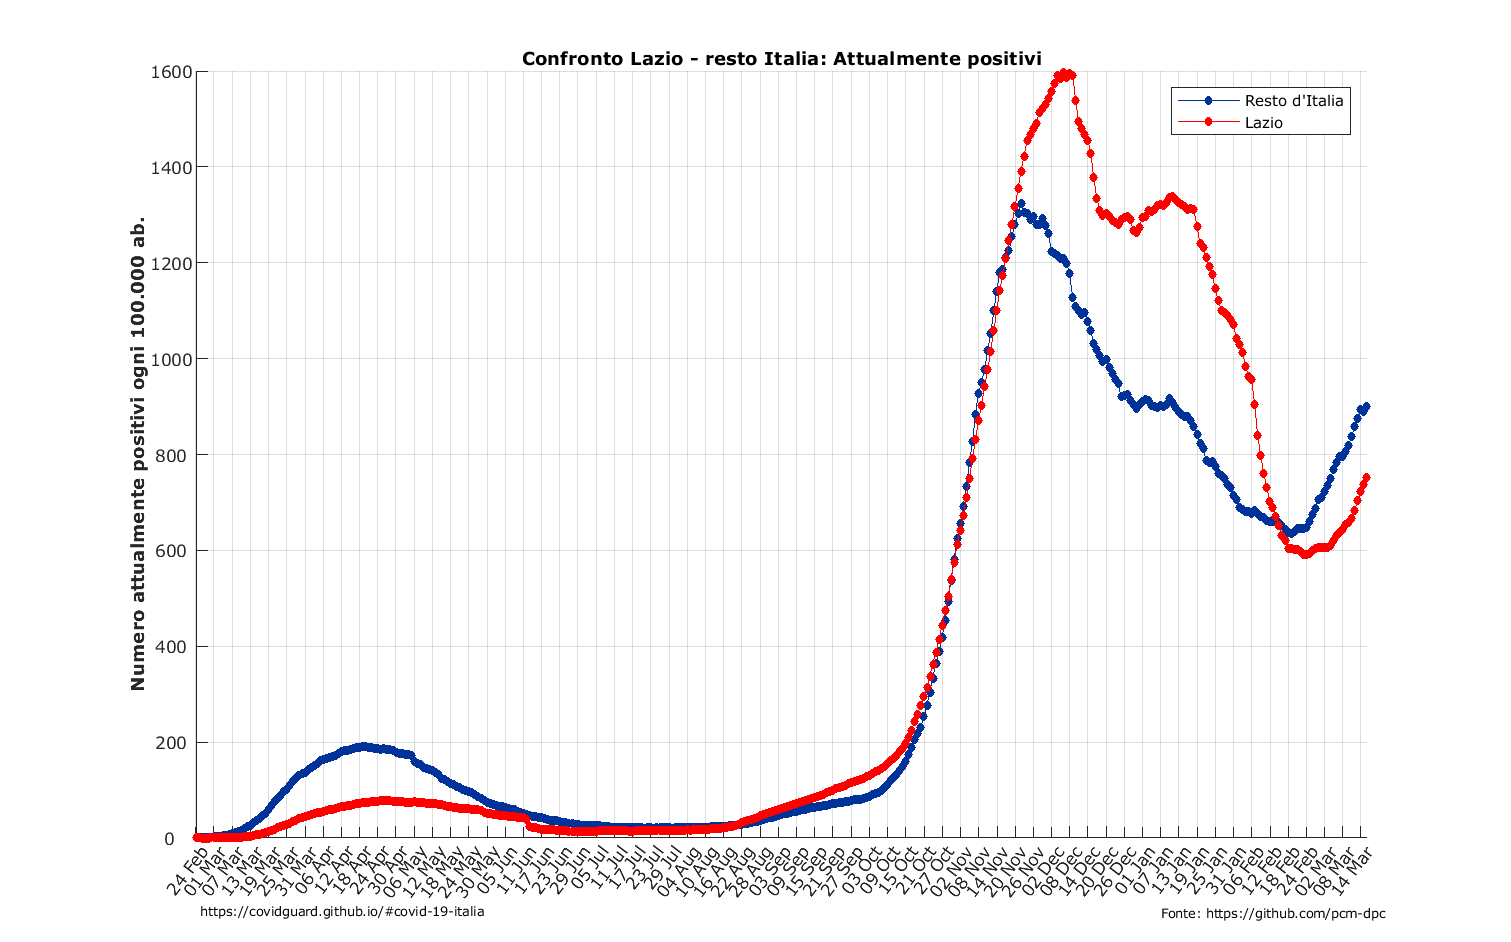 Confronto Lazio - resto Italia: Attualmente positivi
Numero attualmente positivi ogni 100.000 ab.
1600
1400
1200
1000
800
600
400
200
0
Resto d'Italia
Lazio
24 Feb
01 Mar
07 Mar
13 Mar
19 Mar
25 Mar
31 Mar
06 Apr
12 Apr
18 Apr
24 Apr
30 Apr
06 May
12 May
18 May
24 May
30 May
05 Jun
11 Jun
17 Jun
23 Jun
29 Jun
05 Jul
11 Jul
17 Jul
23 Jul
29 Jul
04 Aug
10 Aug
16 Aug
22 Aug
28 Aug
03 Sep
09 Sep
15 Sep
21 Sep
27 Sep
03 Oct
09 Oct
15 Oct
21 Oct
27 Oct
02 Nov
08 Nov
14 Nov
20 Nov
26 Nov
02 Dec
08 Dec
14 Dec
20 Dec
26 Dec
01 Jan
07 Jan
13 Jan
19 Jan
25 Jan
31 Jan
06 Feb
12 Feb
18 Feb
24 Feb
02 Mar
08 Mar
14 Mar
https://covidguard.github.io/#covid-19-italia
Fonte: https://github.com/pcm-dpc